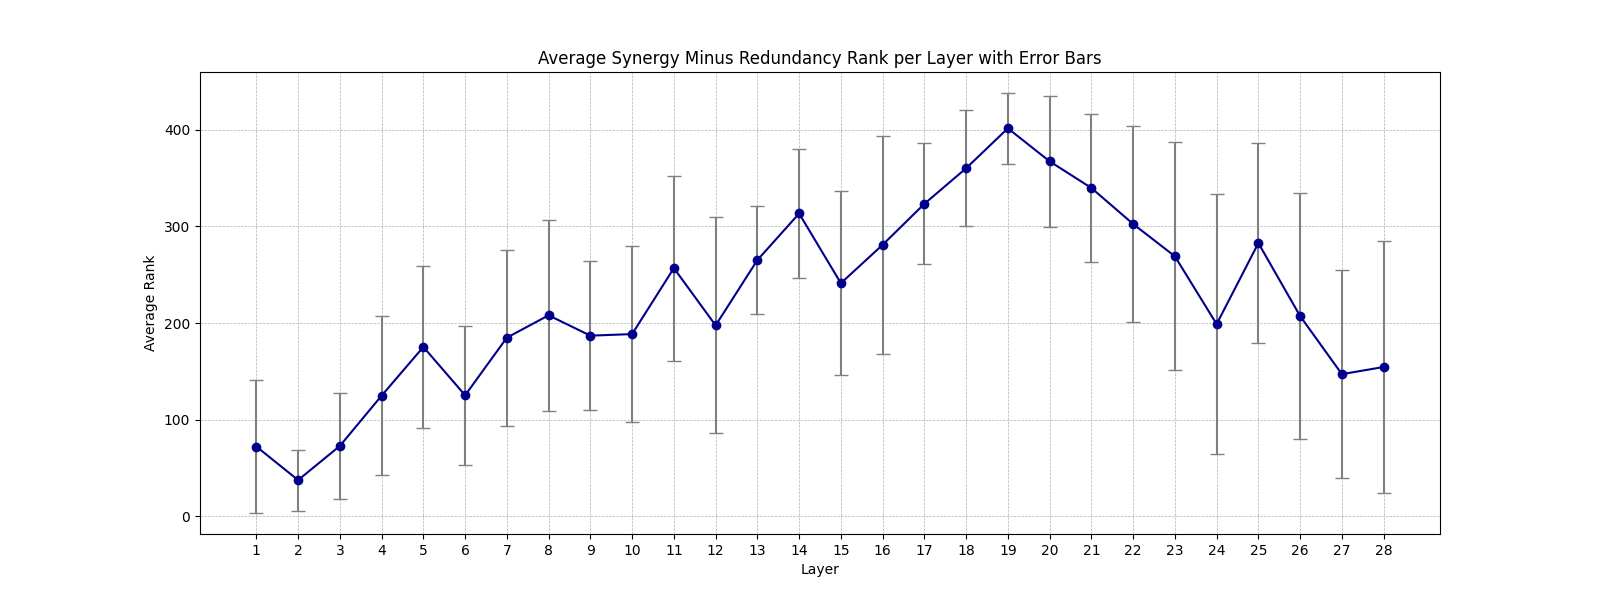 Average Synergy Minus Redundancy Rank per Layer with Error Bars
Average Rank
400
300
200
100
0
1 2 3 4 5 6 7 8 9 10 11 12 13 14 15 16 17 18 19 20 21 22 23 24 25 26 27 28
Layer